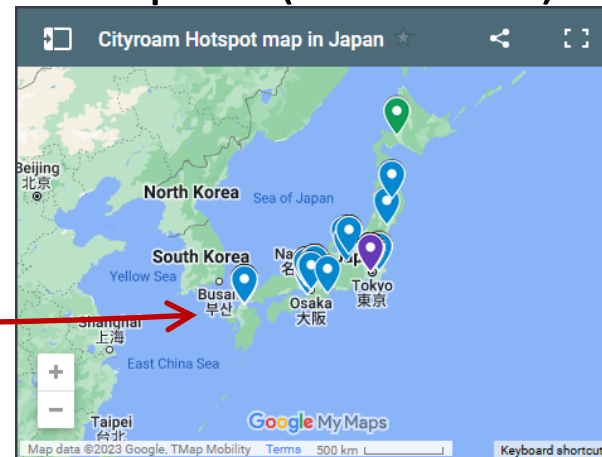 Cityroam Hotspot map in Japan
Beijing
北京
North Korea
Sea of Japan
South Korea
Yellow Sea
Busan
부산
Tokyo
東京
Osaka
大阪
Shanghai
上海
East China Sea
Taipei
台北
Google My Maps
Map data ©2023 Google, TMap Mobility Terms 500 km
Keyboard shortcut